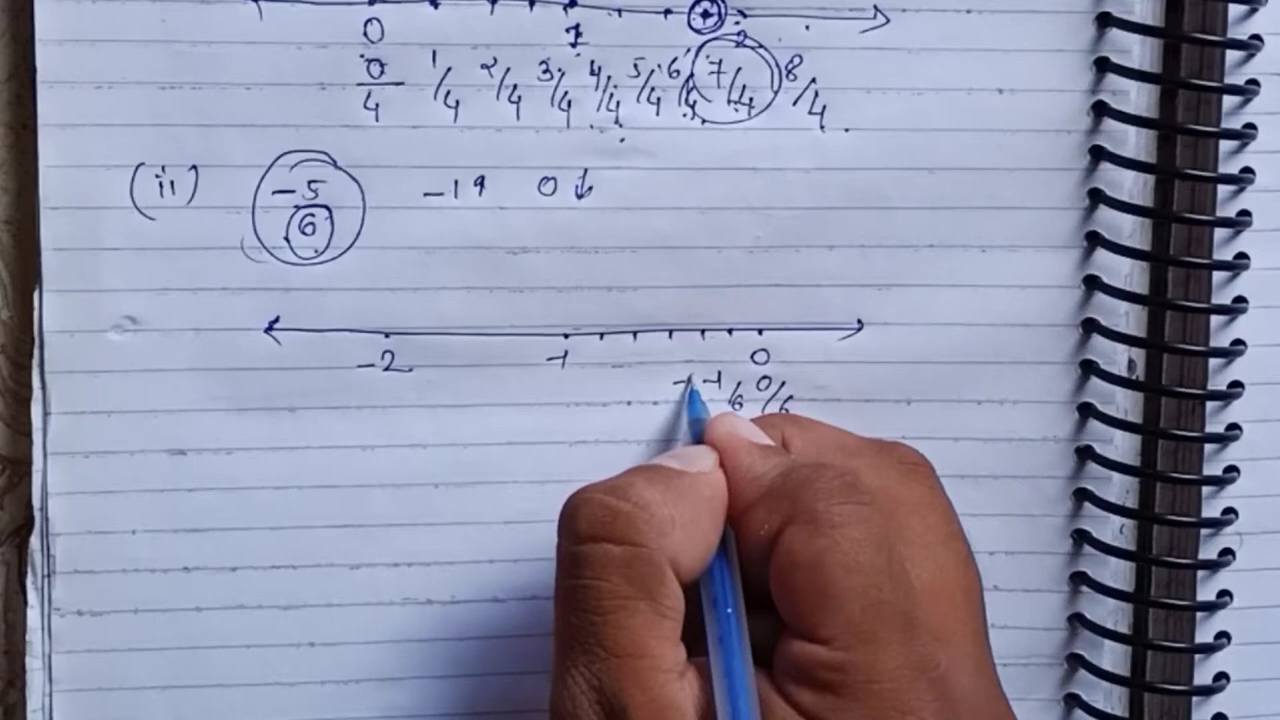 0 1 2
0/4 1/4 2/4 3/4 4/4 5/4 6/4 7/4 8/4
(ii) -5/6 -1 0
-2 -1 0
- -1/6 0/6